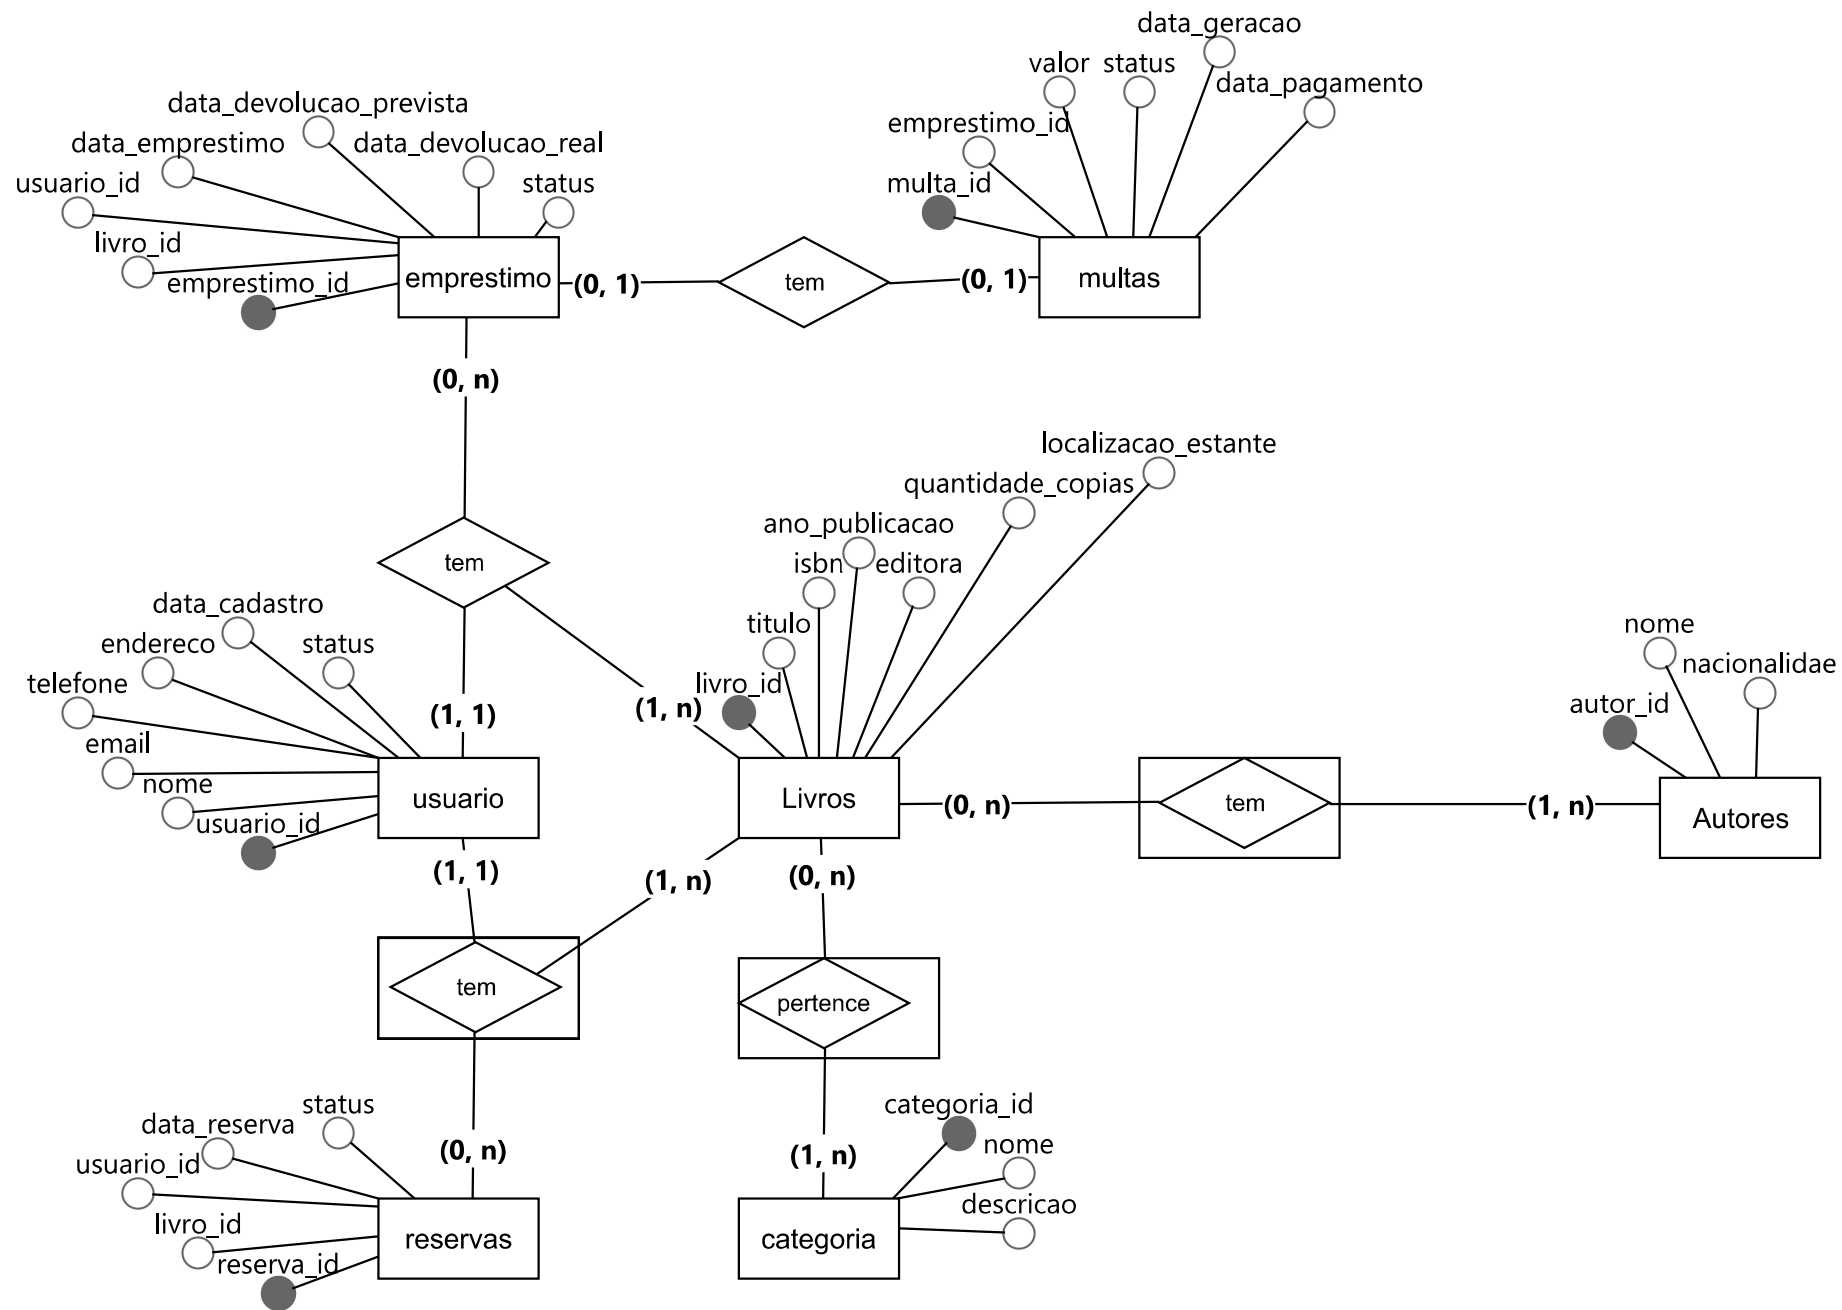 data_geracao
valor status
data_pagamento
data_devolucao_prevista
emprestimo_id
data_emprestimo
data_devolucao_real
usuario_id
status
multa_id
livro_id
emprestimo_id
emprestimo
(0, 1)
tem
(0, 1)
multas
(0, n)
localizacao_estante
quantidade_copias
ano_publicacao
tem
isbn
editora
data_cadastro
titulo
nome
endereco
status
nacionalidae
telefone
livro_id
autor_id
(1, 1)
(1, n)
email
nome
usuario
Livros
(0, n)
tem
(1, n)
Autores
usuario_id
(1, 1)
(1, n)
(0, n)
tem
pertence
status
categoria_id
data_reserva
nome
usuario_id
(0, n)
(1, n)
livro_id
descricao
reserva_id
reservas
categoria